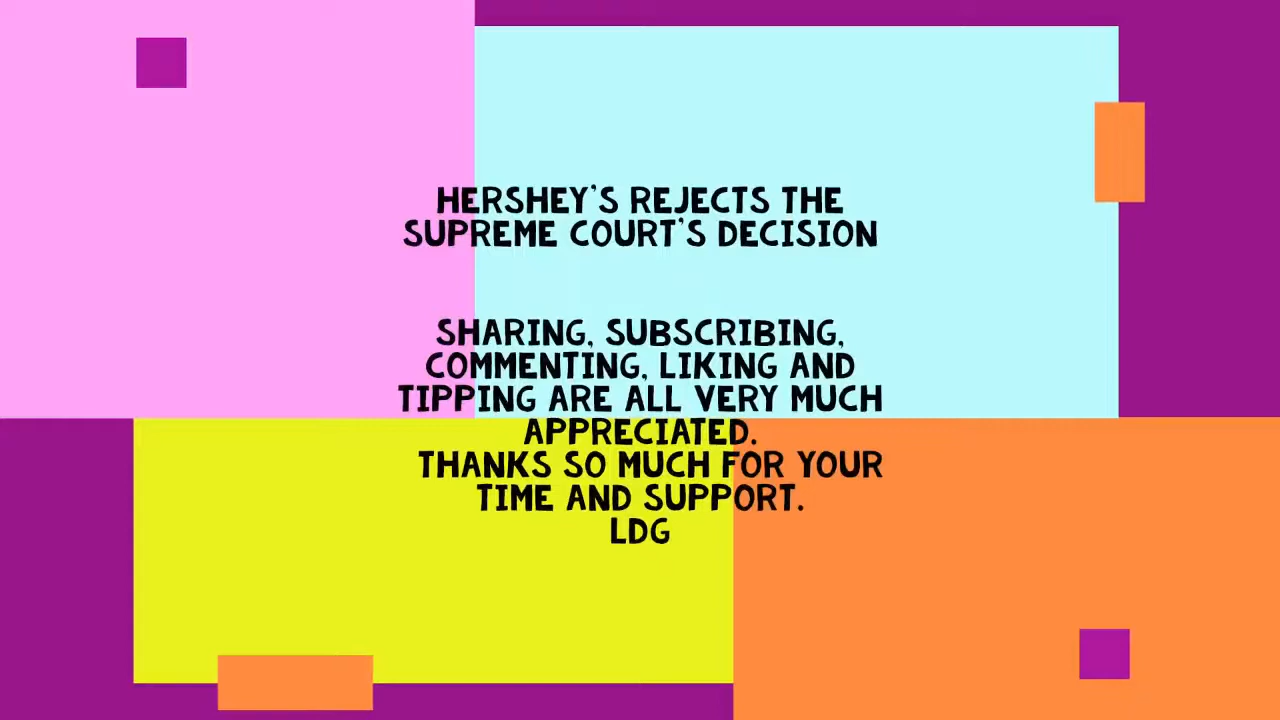 HERSHEY'S REJECTS THE
SUPREME COURT'S DECISION
SHARING, SUBSCRIBING,
COMMENTING, LIKING AND
TIPPING ARE ALL VERY MUCH
APPRECIATED.
THANKS SO MUCH FOR YOUR
TIME AND SUPPORT.
LDG